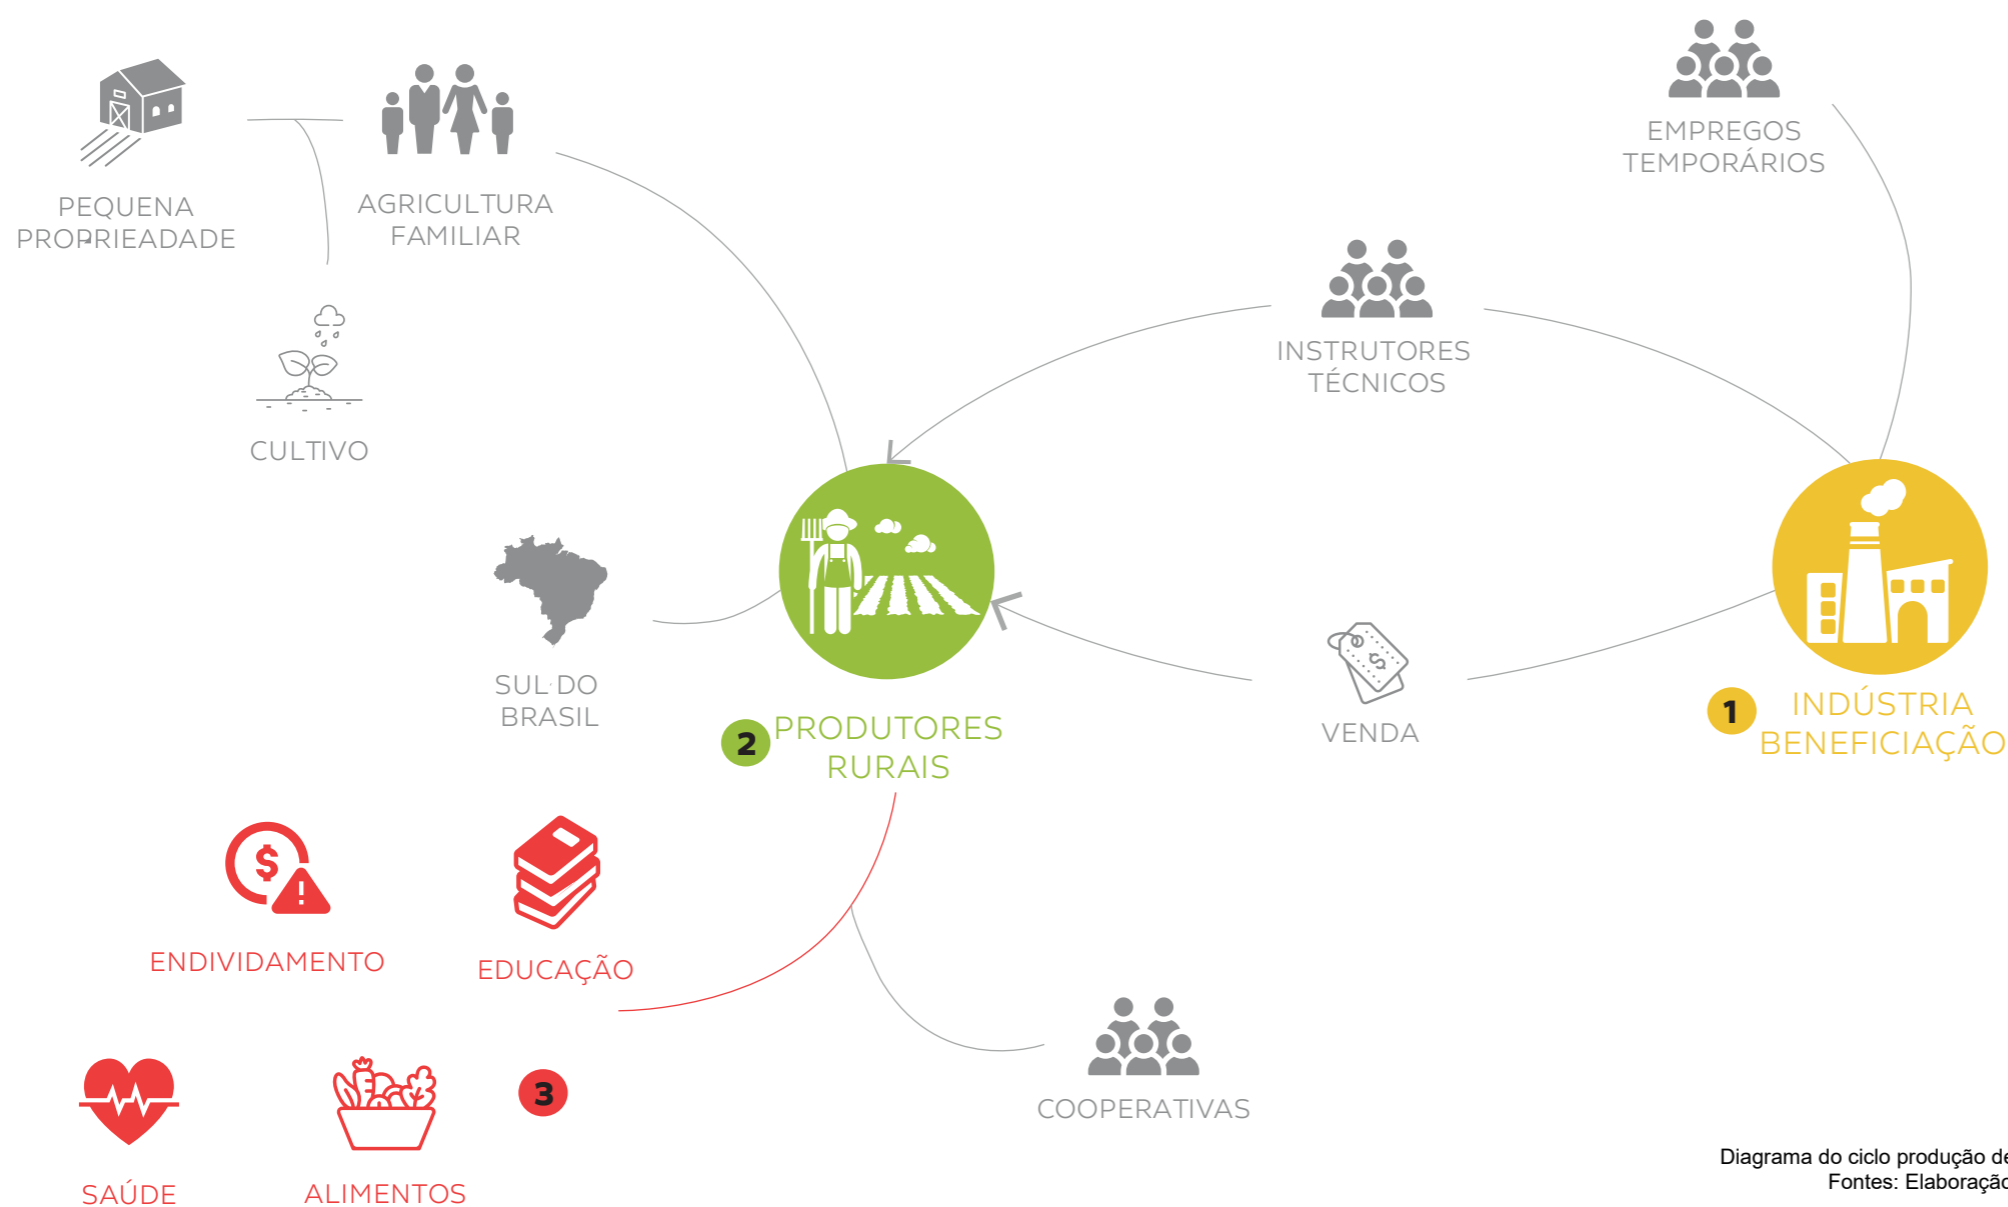 EMPREGOS
TEMPORÁRIOS
PEQUENA
PROPRIEADADE
AGRICULTURA
FAMILIAR
INSTRUTORES
TÉCNICOS
CULTIVO
SUL DO
BRASIL
2
PRODUTORES
RURAIS
VENDA
1
INDÚSTRIA
BENEFICIAÇÃO
$
!
$
ENDIVIDAMENTO
EDUCAÇÃO
3
SAÚDE
ALIMENTOS
COOPERATIVAS
Diagrama do ciclo produção de
Fontes: Elaboração